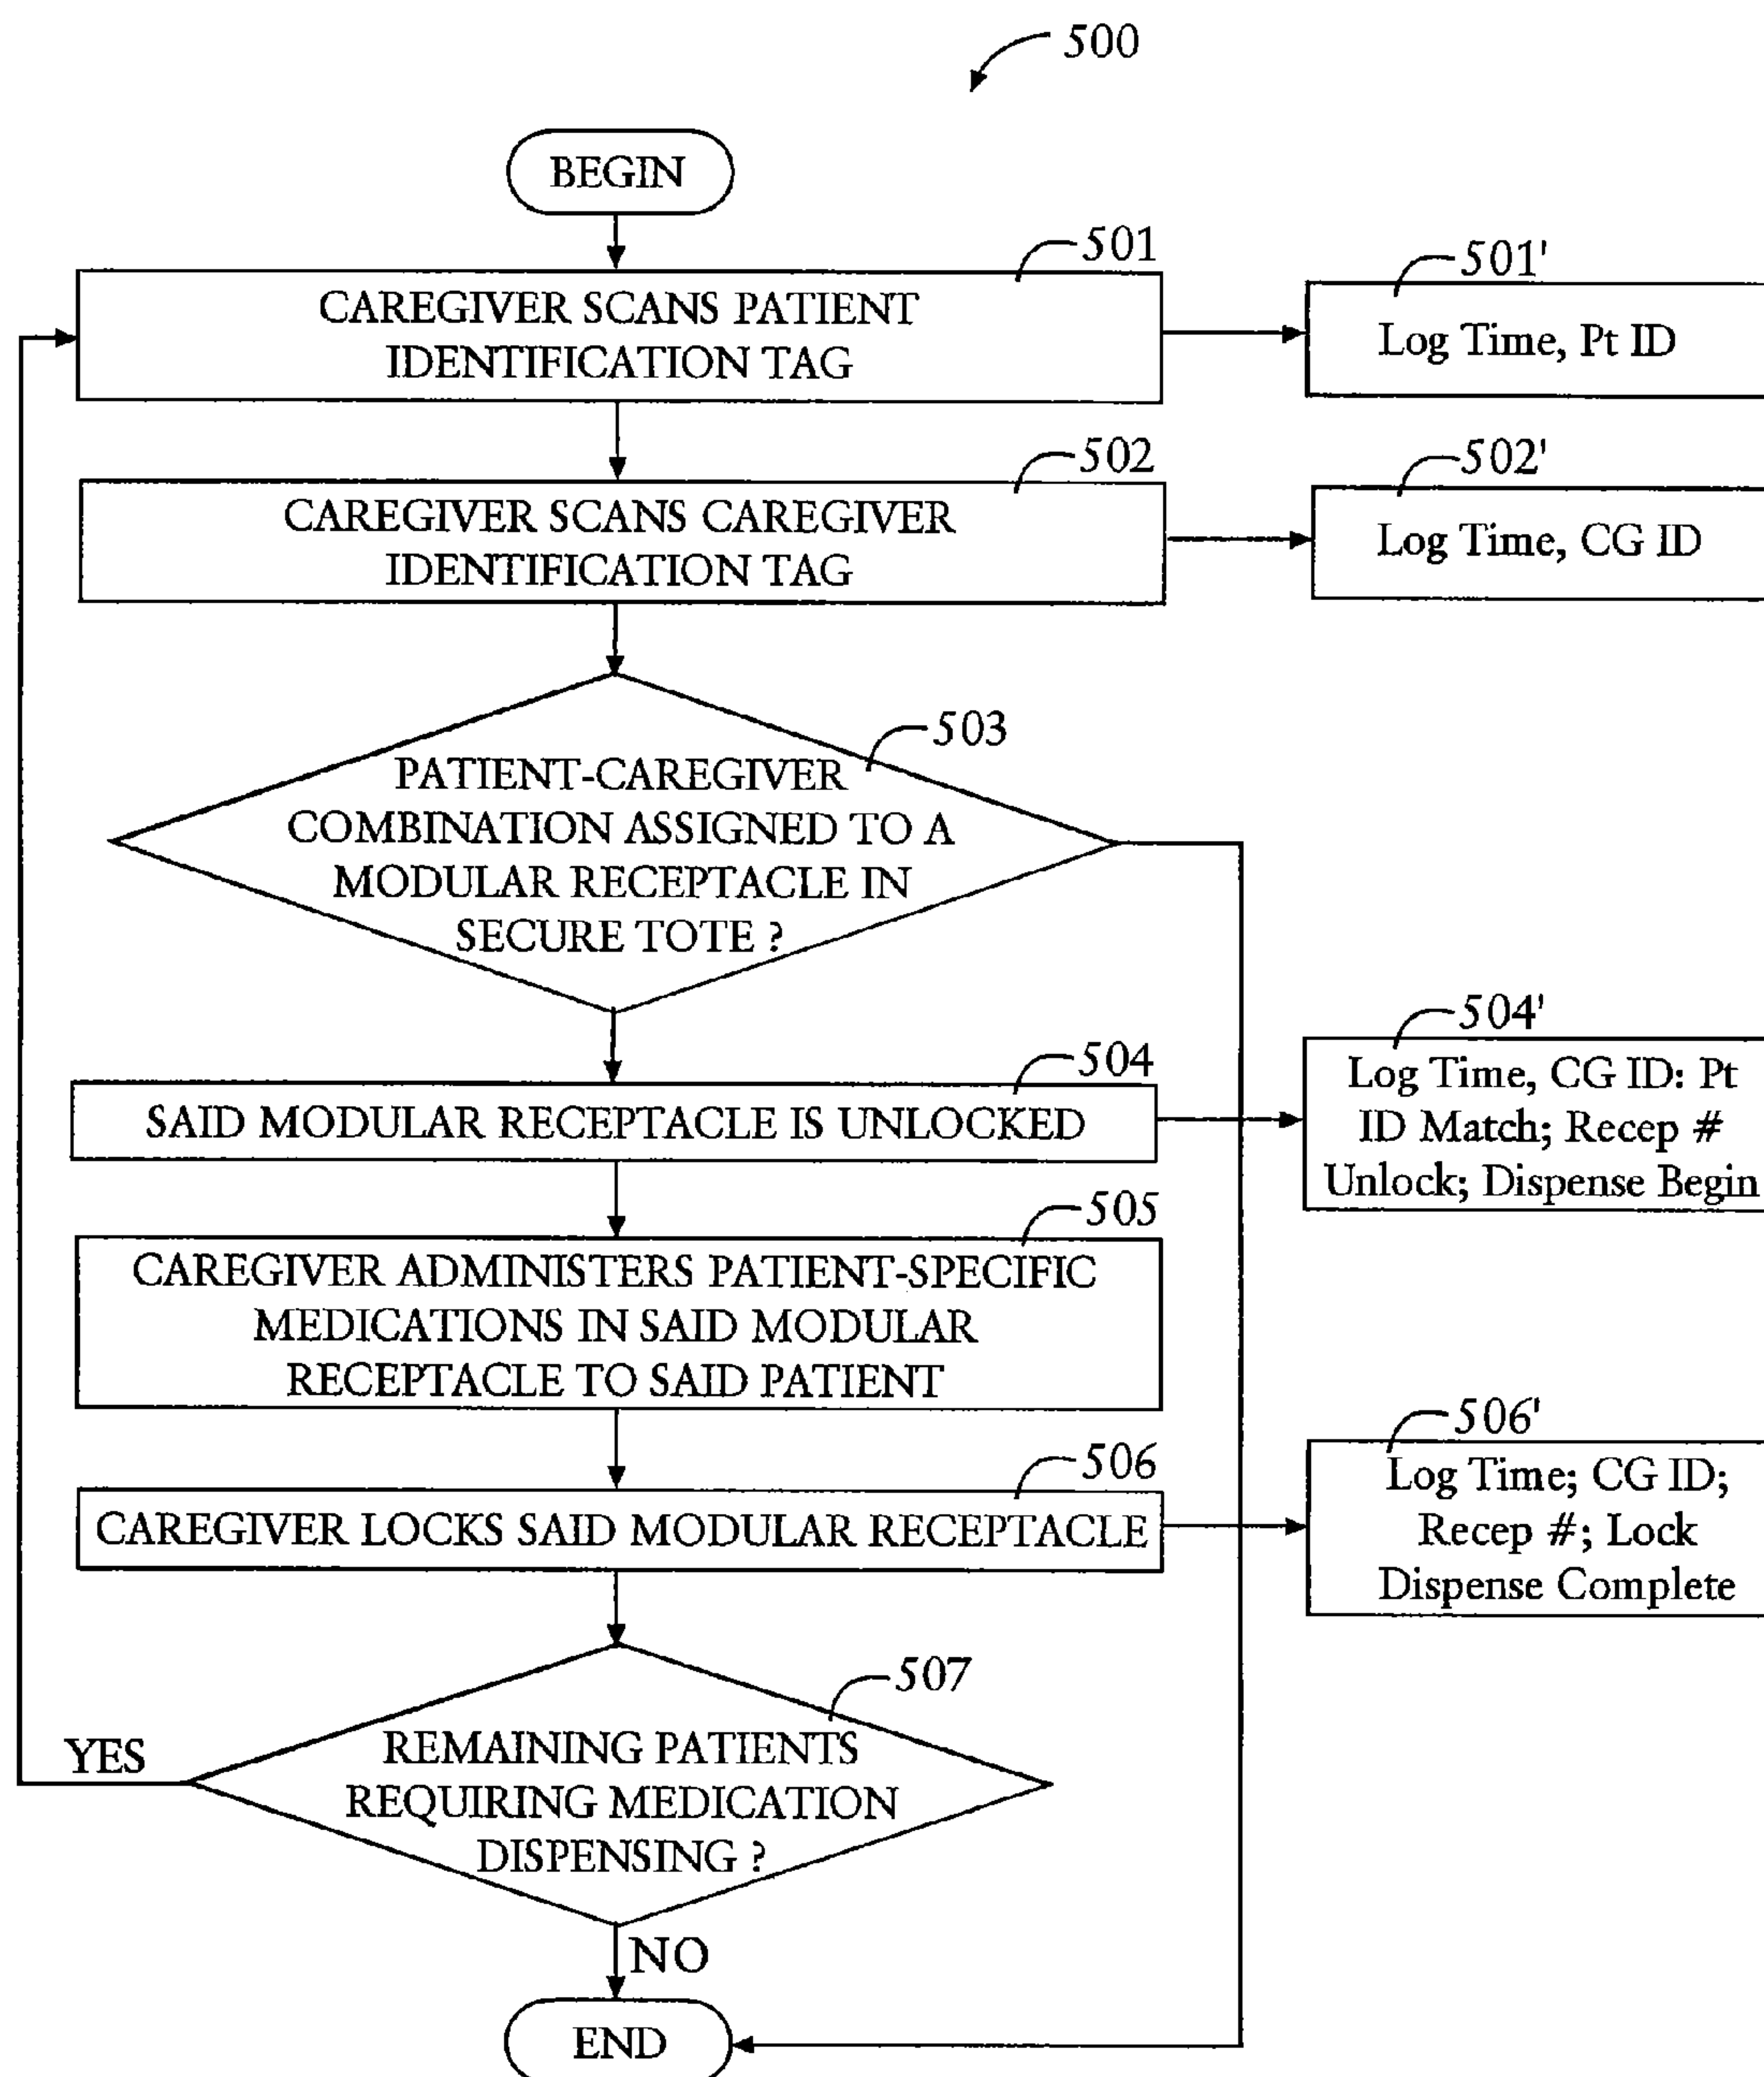 500
BEGIN
501
CAREGIVER SCANS PATIENT
IDENTIFICATION TAG
501'
Log Time, Pt ID
502
CAREGIVER SCANS CAREGIVER
IDENTIFICATION TAG
502'
Log Time, CG ID
503
PATIENT-CAREGIVER
COMBINATION ASSIGNED TO A
MODULAR RECEPTACLE IN
SECURE TOTE ?
504
SAID MODULAR RECEPTACLE IS UNLOCKED
504'
Log Time, CG ID: Pt
ID Match; Recep #
Unlock; Dispense Begin
505
CAREGIVER ADMINISTERS PATIENT-SPECIFIC
MEDICATIONS IN SAID MODULAR
RECEPTACLE TO SAID PATIENT
506
CAREGIVER LOCKS SAID MODULAR RECEPTACLE
506'
Log Time; CG ID;
Recep #; Lock
Dispense Complete
507
REMAINING PATIENTS
REQUIRING MEDICATION
DISPENSING ?
YES
NO
END